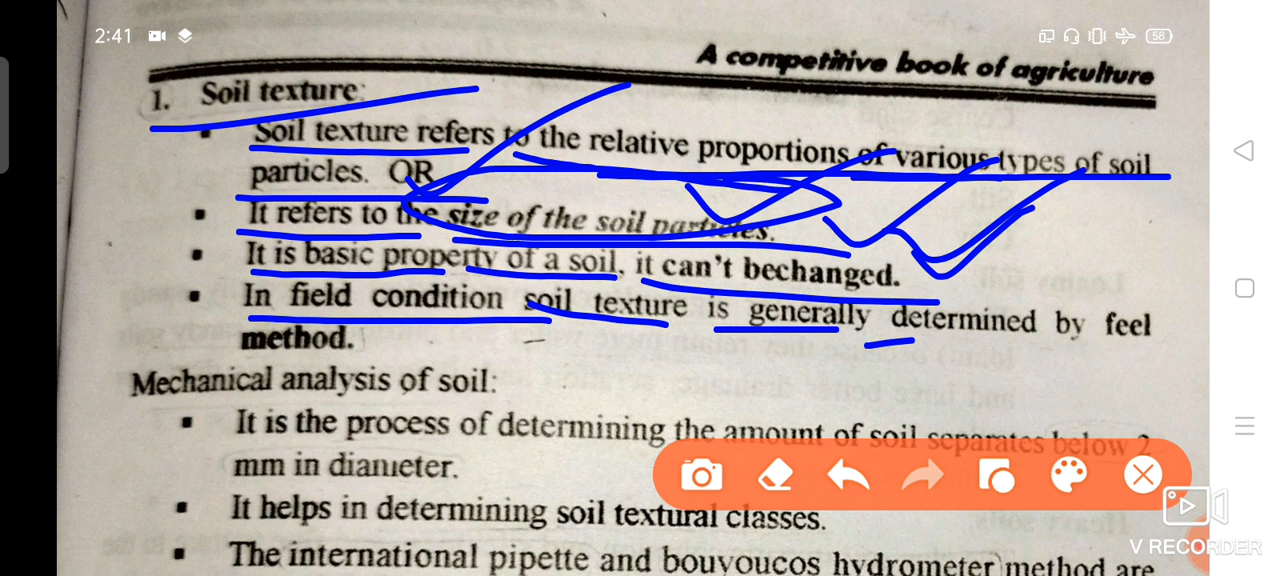 2:41
58
A competitive book of agriculture
1. Soil texture:
▪ Soil texture refers to the relative proportions of various types of soil
particles. OR
▪ It refers to the size of the soil particles.
▪ It is basic property of a soil, it can't bechanged.
▪ In field condition soil texture is generally determined by feel
method.
Mechanical analysis of soil:
▪ It is the process of determining the amount of soil separates below 2
mm in diameter.
▪ It helps in determining soil textural classes.
▪ The international pipette and bouyoucos hydrometer method are
V RECORDER